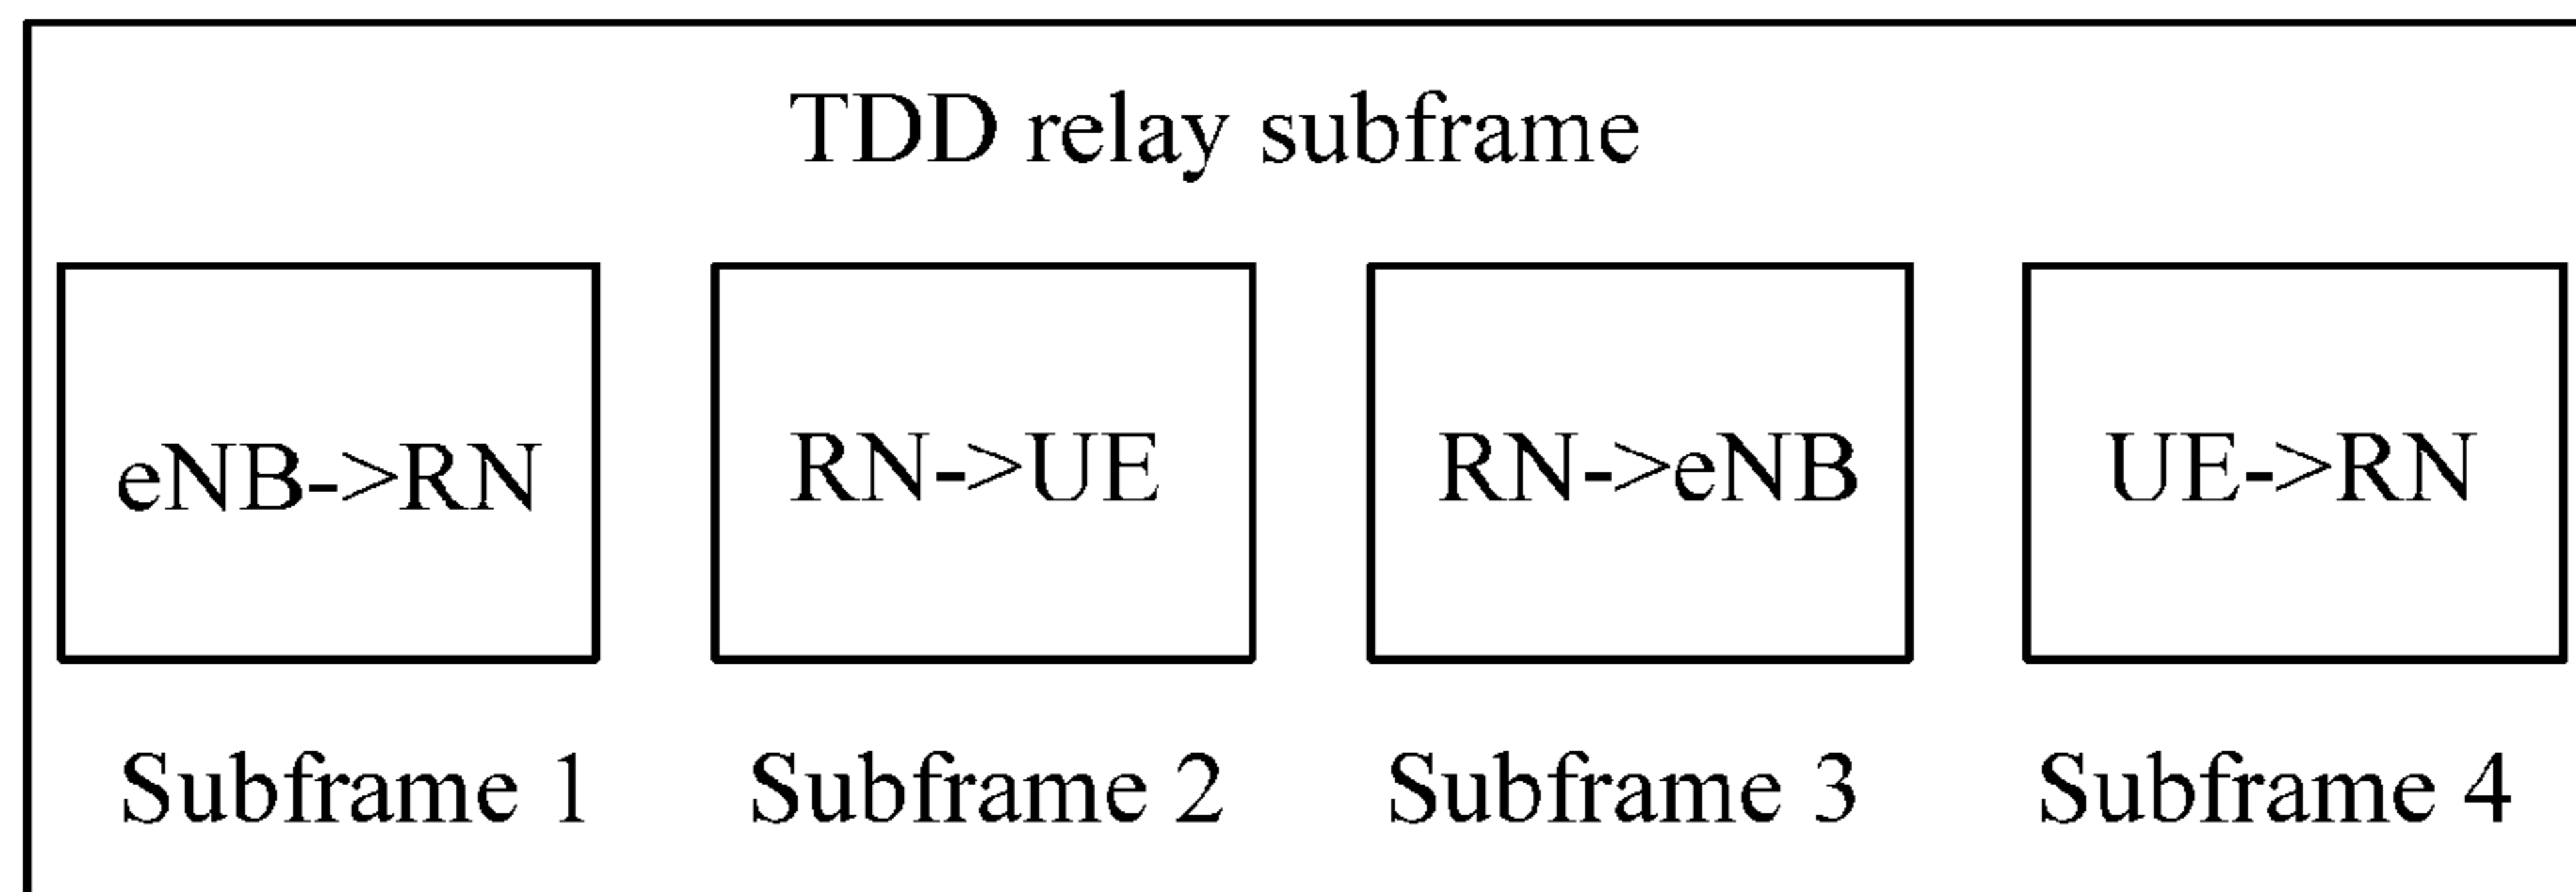 TDD relay subframe
eNB->RN RN->UE RN->eNB UE->RN
Subframe 1 Subframe 2 Subframe 3 Subframe 4